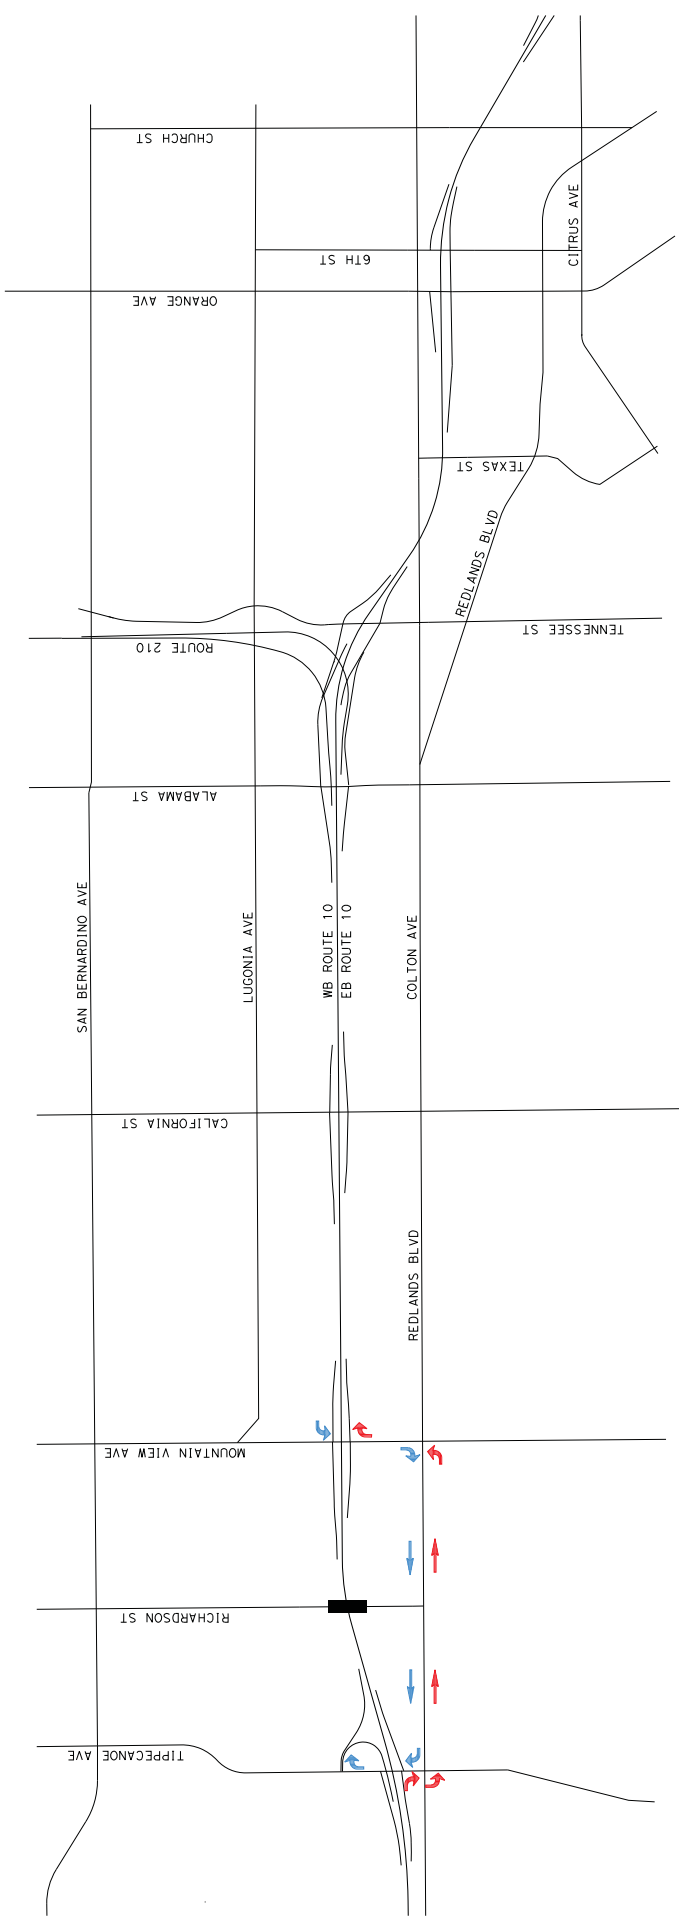 CHURCH ST
CITRUS AVE
6TH ST
ORANGE AVE
TEXAS ST
REDLANDS BLVD
TENNESSEE ST
ROUTE 210
ALABAMA ST
SAN BERNARDINO AVE
LUGONIA AVE
WB ROUTE 10
EB ROUTE 10
COLTON AVE
CALIFORNIA ST
REDLANDS BLVD
MOUNTAIN VIEW AVE
RICHARDSON ST
TIPPECANOE AVE